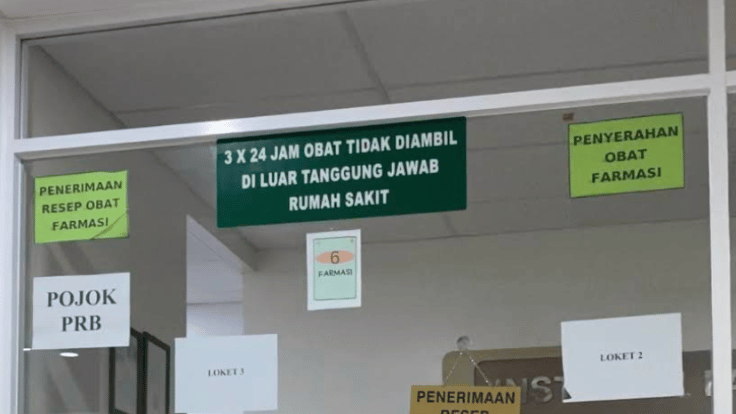 3 X 24 JAM OBAT TIDAK DIAMBIL
DI LUAR TANGGUNG JAWAB
RUMAH SAKIT
PENYERAHAN
OBAT
FARMASI
PENERIMAAN
RESEP OBAT
FARMASI
6
FARMASI
POJOK
PRB
LOKET 3
LOKET 2
PENERIMAAN
RESEP